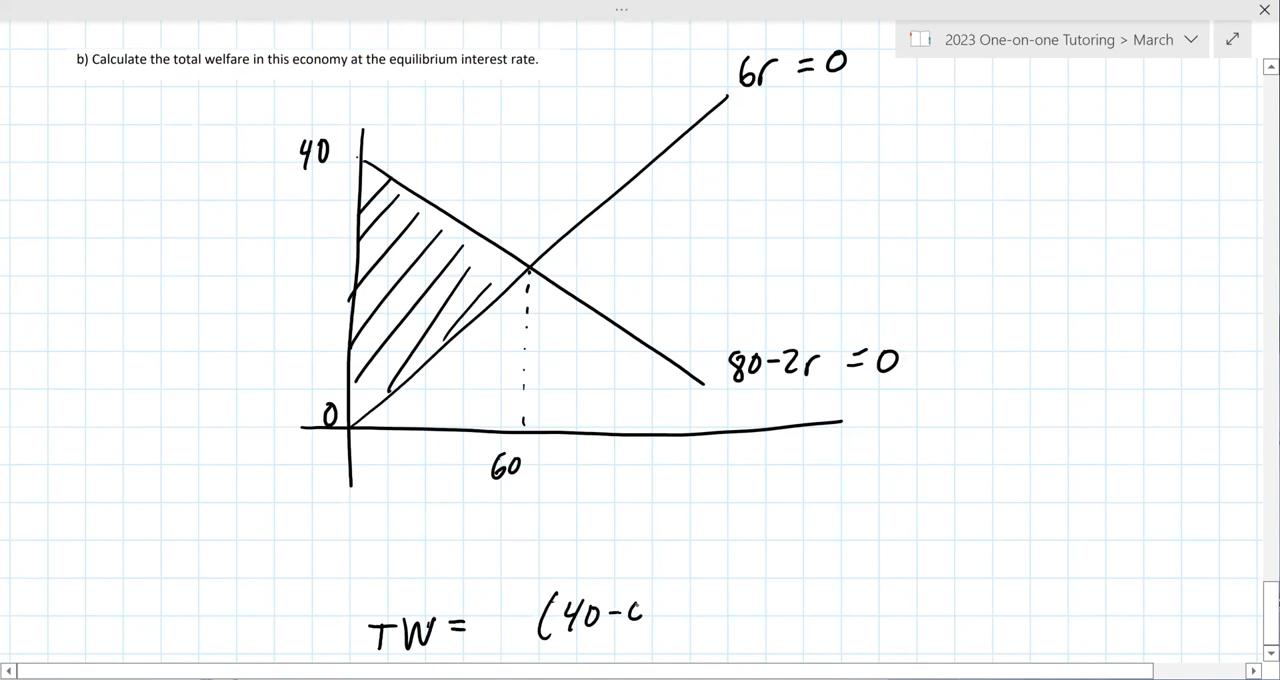 2023 One-on-one Tutoring > March
b) Calculate the total welfare in this economy at the equilibrium interest rate.
6r = 0
40
80-2r = 0
0
60
TW = (40-0